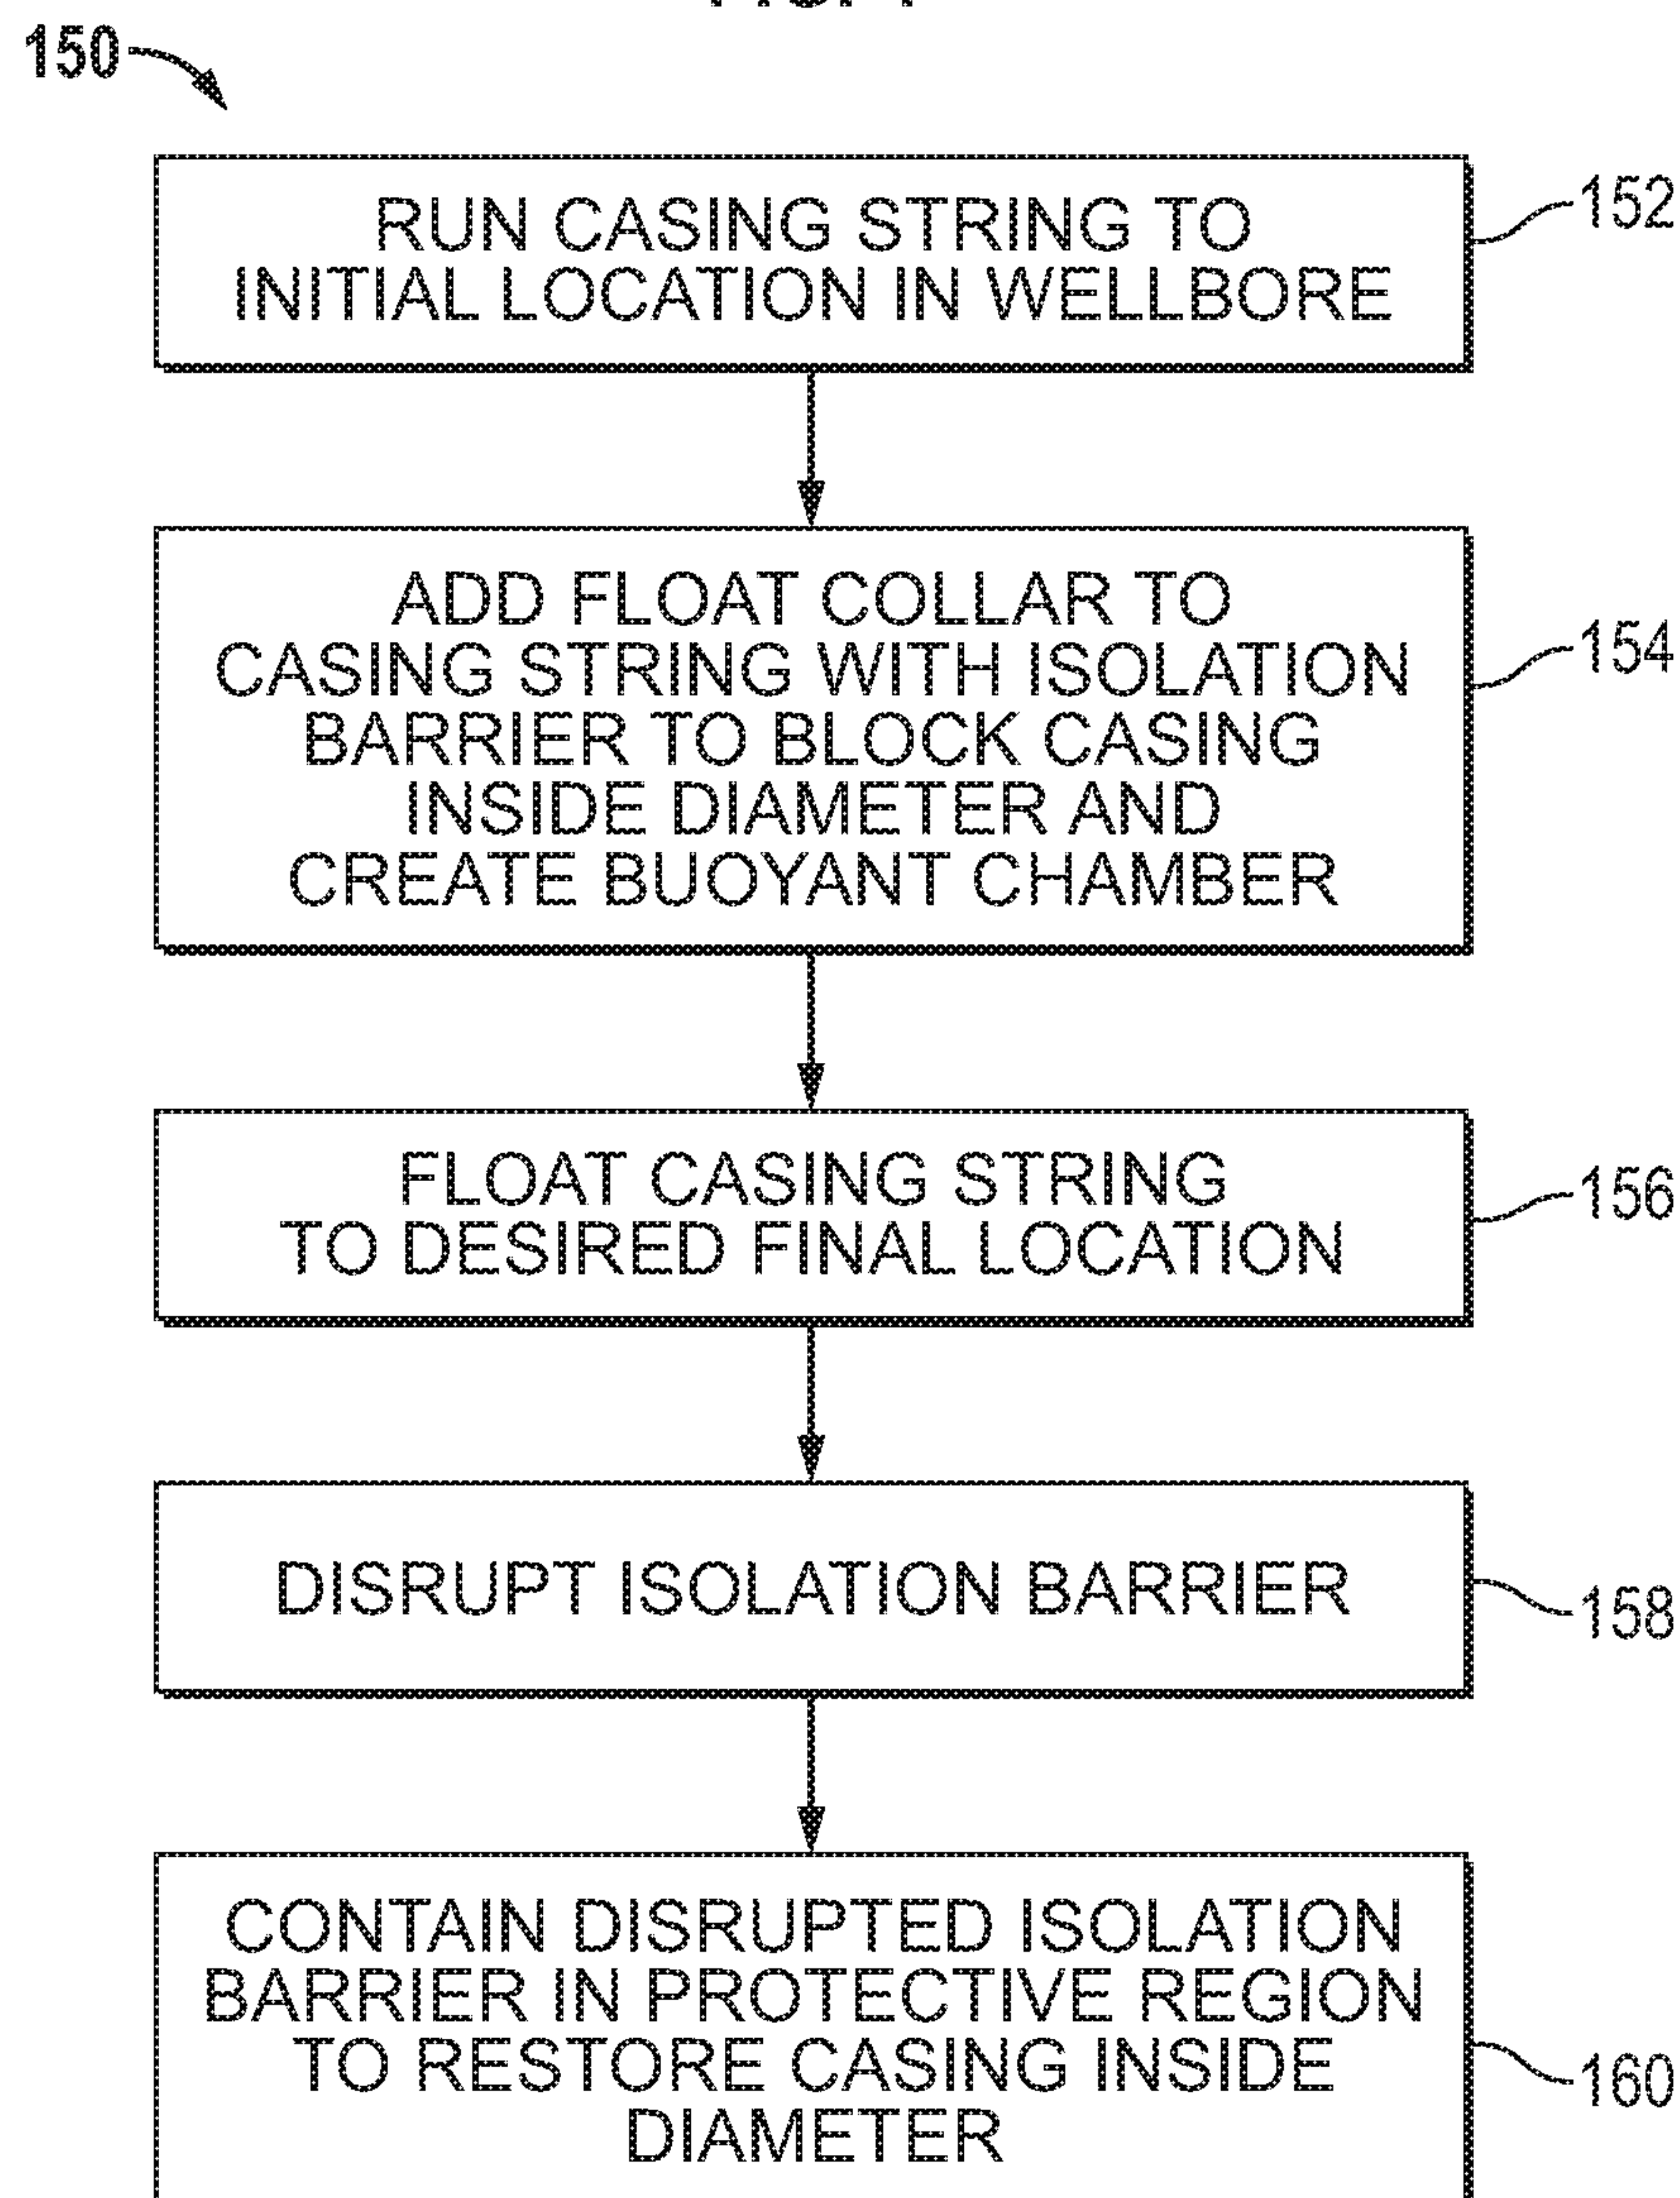 150
RUN CASING STRING TO
INITIAL LOCATION IN WELLBORE
152
ADD FLOAT COLLAR TO
CASING STRING WITH ISOLATION
BARRIER TO BLOCK CASING
INSIDE DIAMETER AND
CREATE BUOYANT CHAMBER
154
FLOAT CASING STRING
TO DESIRED FINAL LOCATION
156
DISRUPT ISOLATION BARRIER
158
CONTAIN DISRUPTED ISOLATION
BARRIER IN PROTECTIVE REGION
TO RESTORE CASING INSIDE
DIAMETER
160